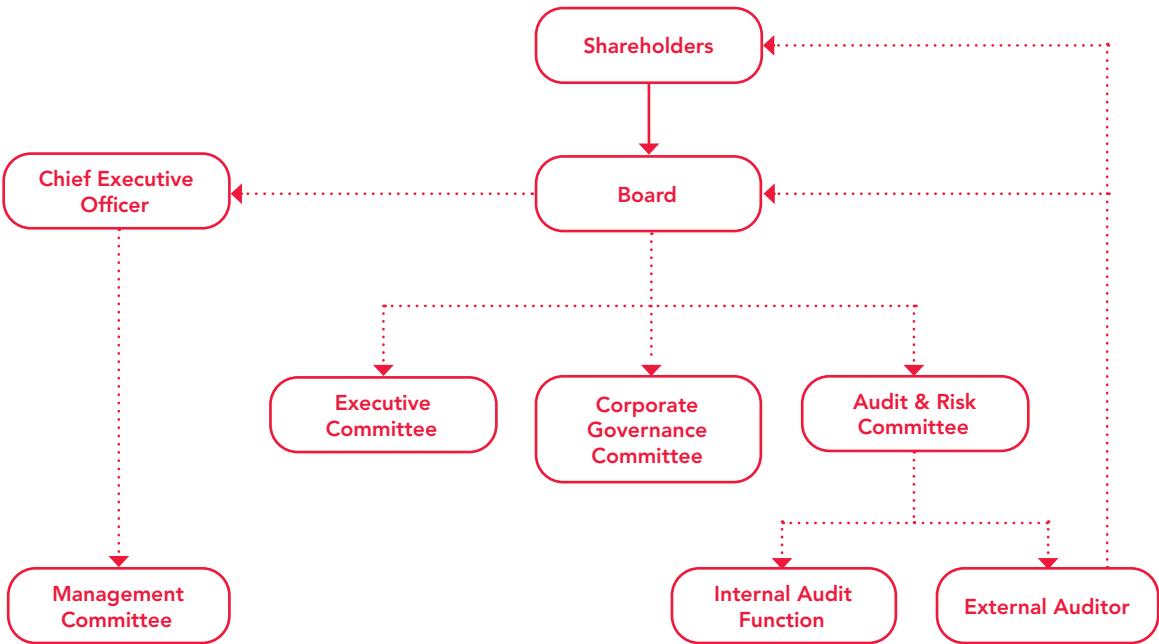 Shareholders
Chief Executive
Officer
Board
Executive
Committee
Corporate
Governance
Committee
Audit & Risk
Committee
Management
Committee
Internal Audit
Function
External Auditor